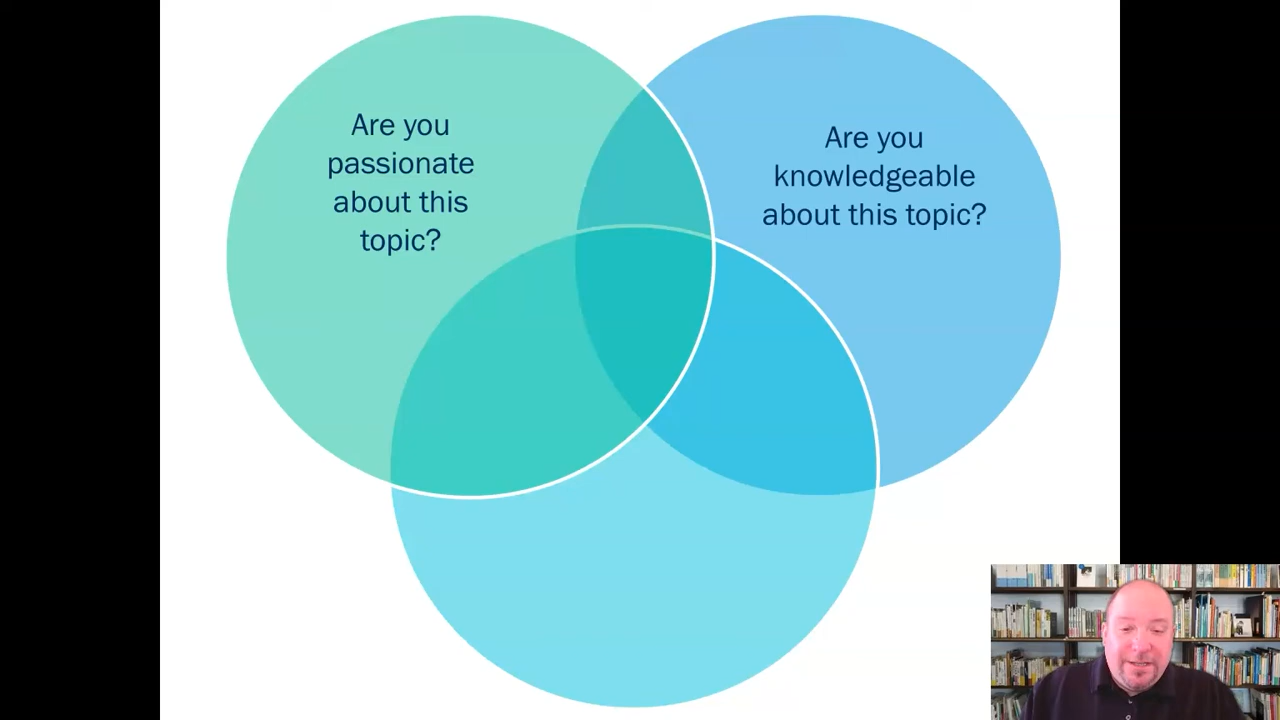 Are you
passionate
about this
topic?
Are you
knowledgeable
about this topic?